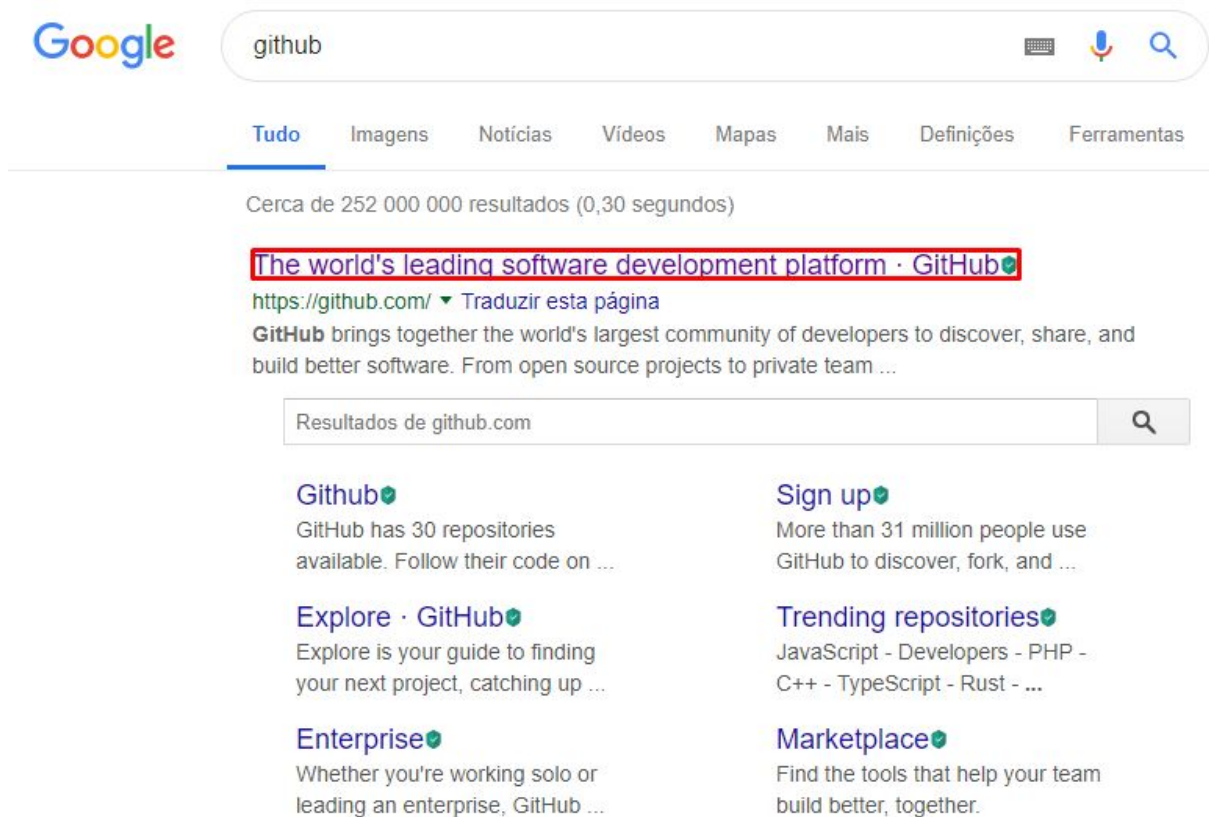 Google
github
Tudo Imagens Notícias Vídeos Mapas Mais Definições Ferramentas
Cerca de 252 000 000 resultados (0,30 segundos)
The world's leading software development platform · GitHub
https://github.com/ ▼ Traduzir esta página
GitHub brings together the world's largest community of developers to discover, share, and
build better software. From open source projects to private team ...
Resultados de github.com
Github
GitHub has 30 repositories
available. Follow their code on ...
Sign up
More than 31 million people use
GitHub to discover, fork, and ...
Explore · GitHub
Explore is your guide to finding
your next project, catching up ...
Trending repositories
JavaScript - Developers - PHP -
C++ - TypeScript - Rust - ...
Enterprise
Whether you're working solo or
leading an enterprise, GitHub ...
Marketplace
Find the tools that help your team
build better, together.